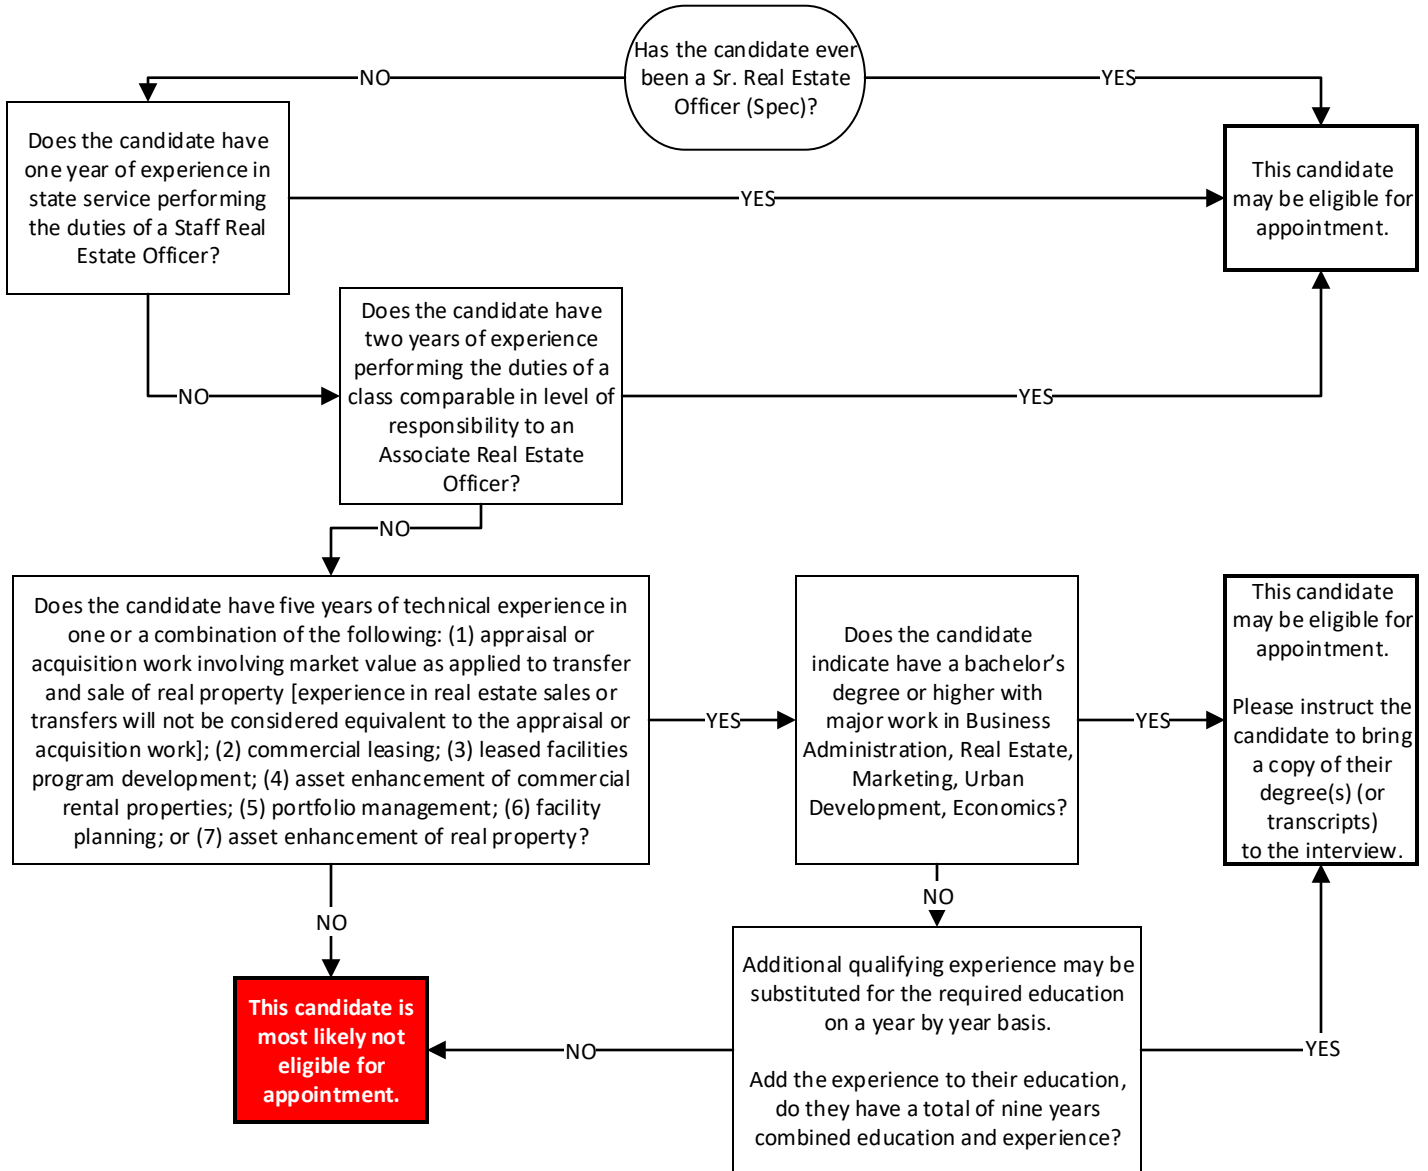 Has the candidate ever
been a Sr. Real Estate
Officer (Spec)?
NO
YES
Does the candidate have
one year of experience in
state service performing
the duties of a Staff Real
Estate Officer?
YES
This candidate
may be eligible for
appointment.
NO
Does the candidate have
two years of experience
performing the duties of a
class comparable in level of
responsibility to an
Associate Real Estate
Officer?
YES
NO
Does the candidate have five years of technical experience in
one or a combination of the following: (1) appraisal or
acquisition work involving market value as applied to transfer
and sale of real property [experience in real estate sales or
transfers will not be considered equivalent to the appraisal or
acquisition work]; (2) commercial leasing; (3) leased facilities
program development; (4) asset enhancement of commercial
rental properties; (5) portfolio management; (6) facility
planning; or (7) asset enhancement of real property?
YES
Does the candidate
indicate have a bachelor’s
degree or higher with
major work in Business
Administration, Real Estate,
Marketing, Urban
Development, Economics?
YES
This candidate
may be eligible for
appointment.
Please instruct the
candidate to bring
a copy of their
degree(s) (or
transcripts)
to the interview.
NO
NO
This candidate is
most likely not
eligible for
appointment.
NO
Additional qualifying experience may be
substituted for the required education
on a year by year basis.
Add the experience to their education,
do they have a total of nine years
combined education and experience?
YES